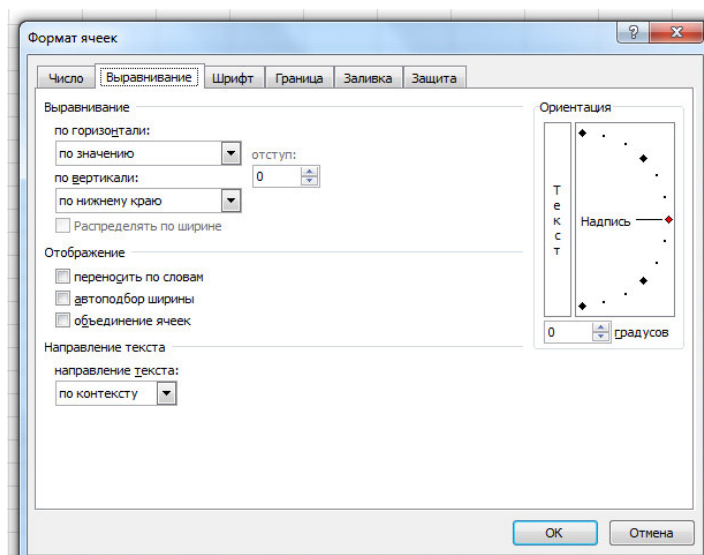 Формат ячеек
Число Выравнивание Шрифт Граница Заливка Защита
Выравнивание
по горизонтали:
по значению
отступ:
0
по вертикали:
по нижнему краю
Распределять по ширине
Отображение
переносить по словам
автоподбор ширины
объединение ячеек
Направление текста
направление текста:
по контексту
Ориентация
Текст
Надпись
0 градусов
ОК Отмена